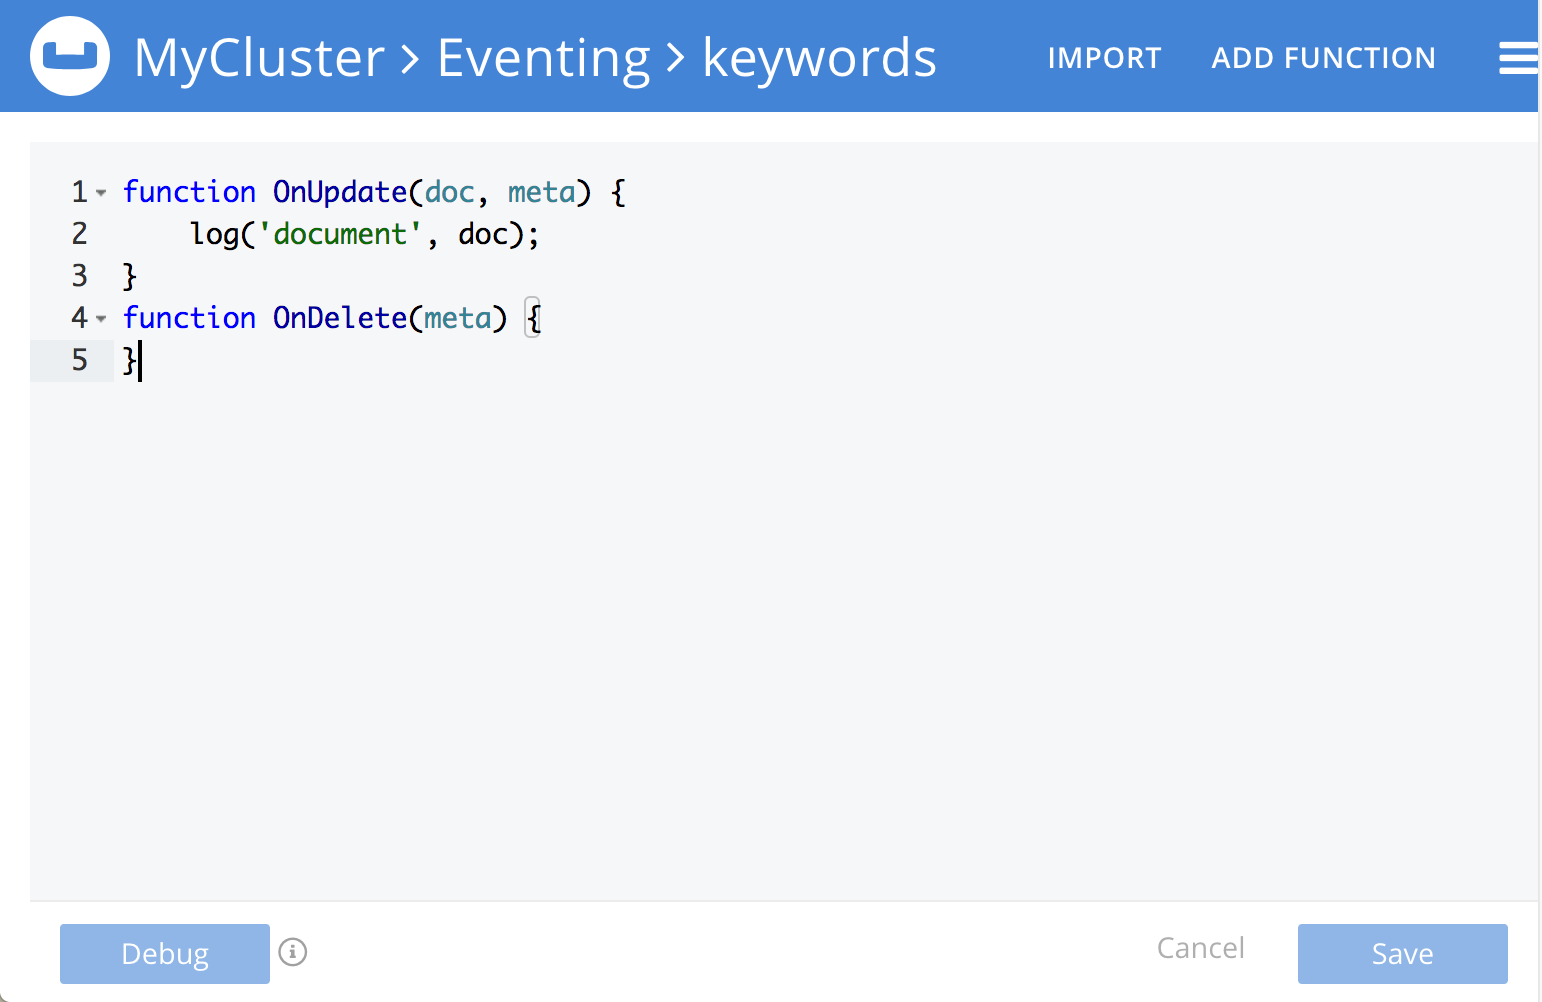 MyCluster > Eventing > keywords
IMPORT
ADD FUNCTION
1 function OnUpdate(doc, meta) {
2     log('document', doc);
3 }
4 function OnDelete(meta) {
5 }
Debug
Cancel
Save